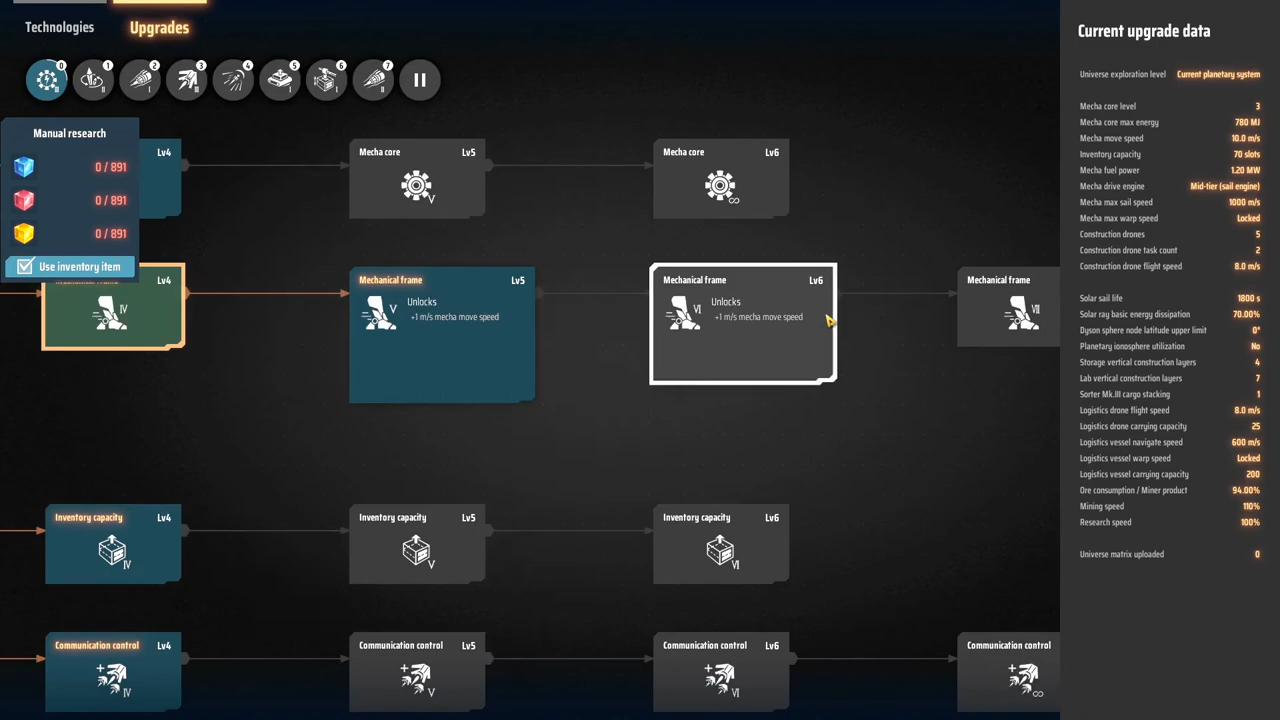 Technologies
Upgrades
0
1
2
3
4
5
6
7
III
II
I
III
I
I
II
Manual research
0 / 891
0 / 891
0 / 891
Use inventory item
Lv4
Mecha core Lv5
V
Mecha core Lv6
∞
Lv4
IV
Mechanical frame Lv5
V
Unlocks
+1 m/s mecha move speed
Mechanical frame Lv6
VI
Unlocks
+1 m/s mecha move speed
Mechanical frame
VII
Inventory capacity Lv4
IV
Inventory capacity Lv5
V
Inventory capacity Lv6
VI
Communication control Lv4
IV
Communication control Lv5
V
Communication control Lv6
VI
Communication control
∞
Current upgrade data
Universe exploration level Current planetary system
Mecha core level 3
Mecha core max energy 780 MJ
Mecha move speed 10.0 m/s
Inventory capacity 70 slots
Mecha fuel power 1.20 MW
Mecha drive engine Mid-tier (sail engine)
Mecha max sail speed 1000 m/s
Mecha max warp speed Locked
Construction drones 5
Construction drone task count 2
Construction drone flight speed 8.0 m/s
Solar sail life 1800 s
Solar ray basic energy dissipation 70.00%
Dyson sphere node latitude upper limit 0°
Planetary ionosphere utilization No
Storage vertical construction layers 4
Lab vertical construction layers 7
Sorter Mk.III cargo stacking 1
Logistics drone flight speed 8.0 m/s
Logistics drone carrying capacity 25
Logistics vessel navigate speed 600 m/s
Logistics vessel warp speed Locked
Logistics vessel carrying capacity 200
Ore consumption / Miner product 94.00%
Mining speed 110%
Research speed 100%
Universe matrix uploaded 0